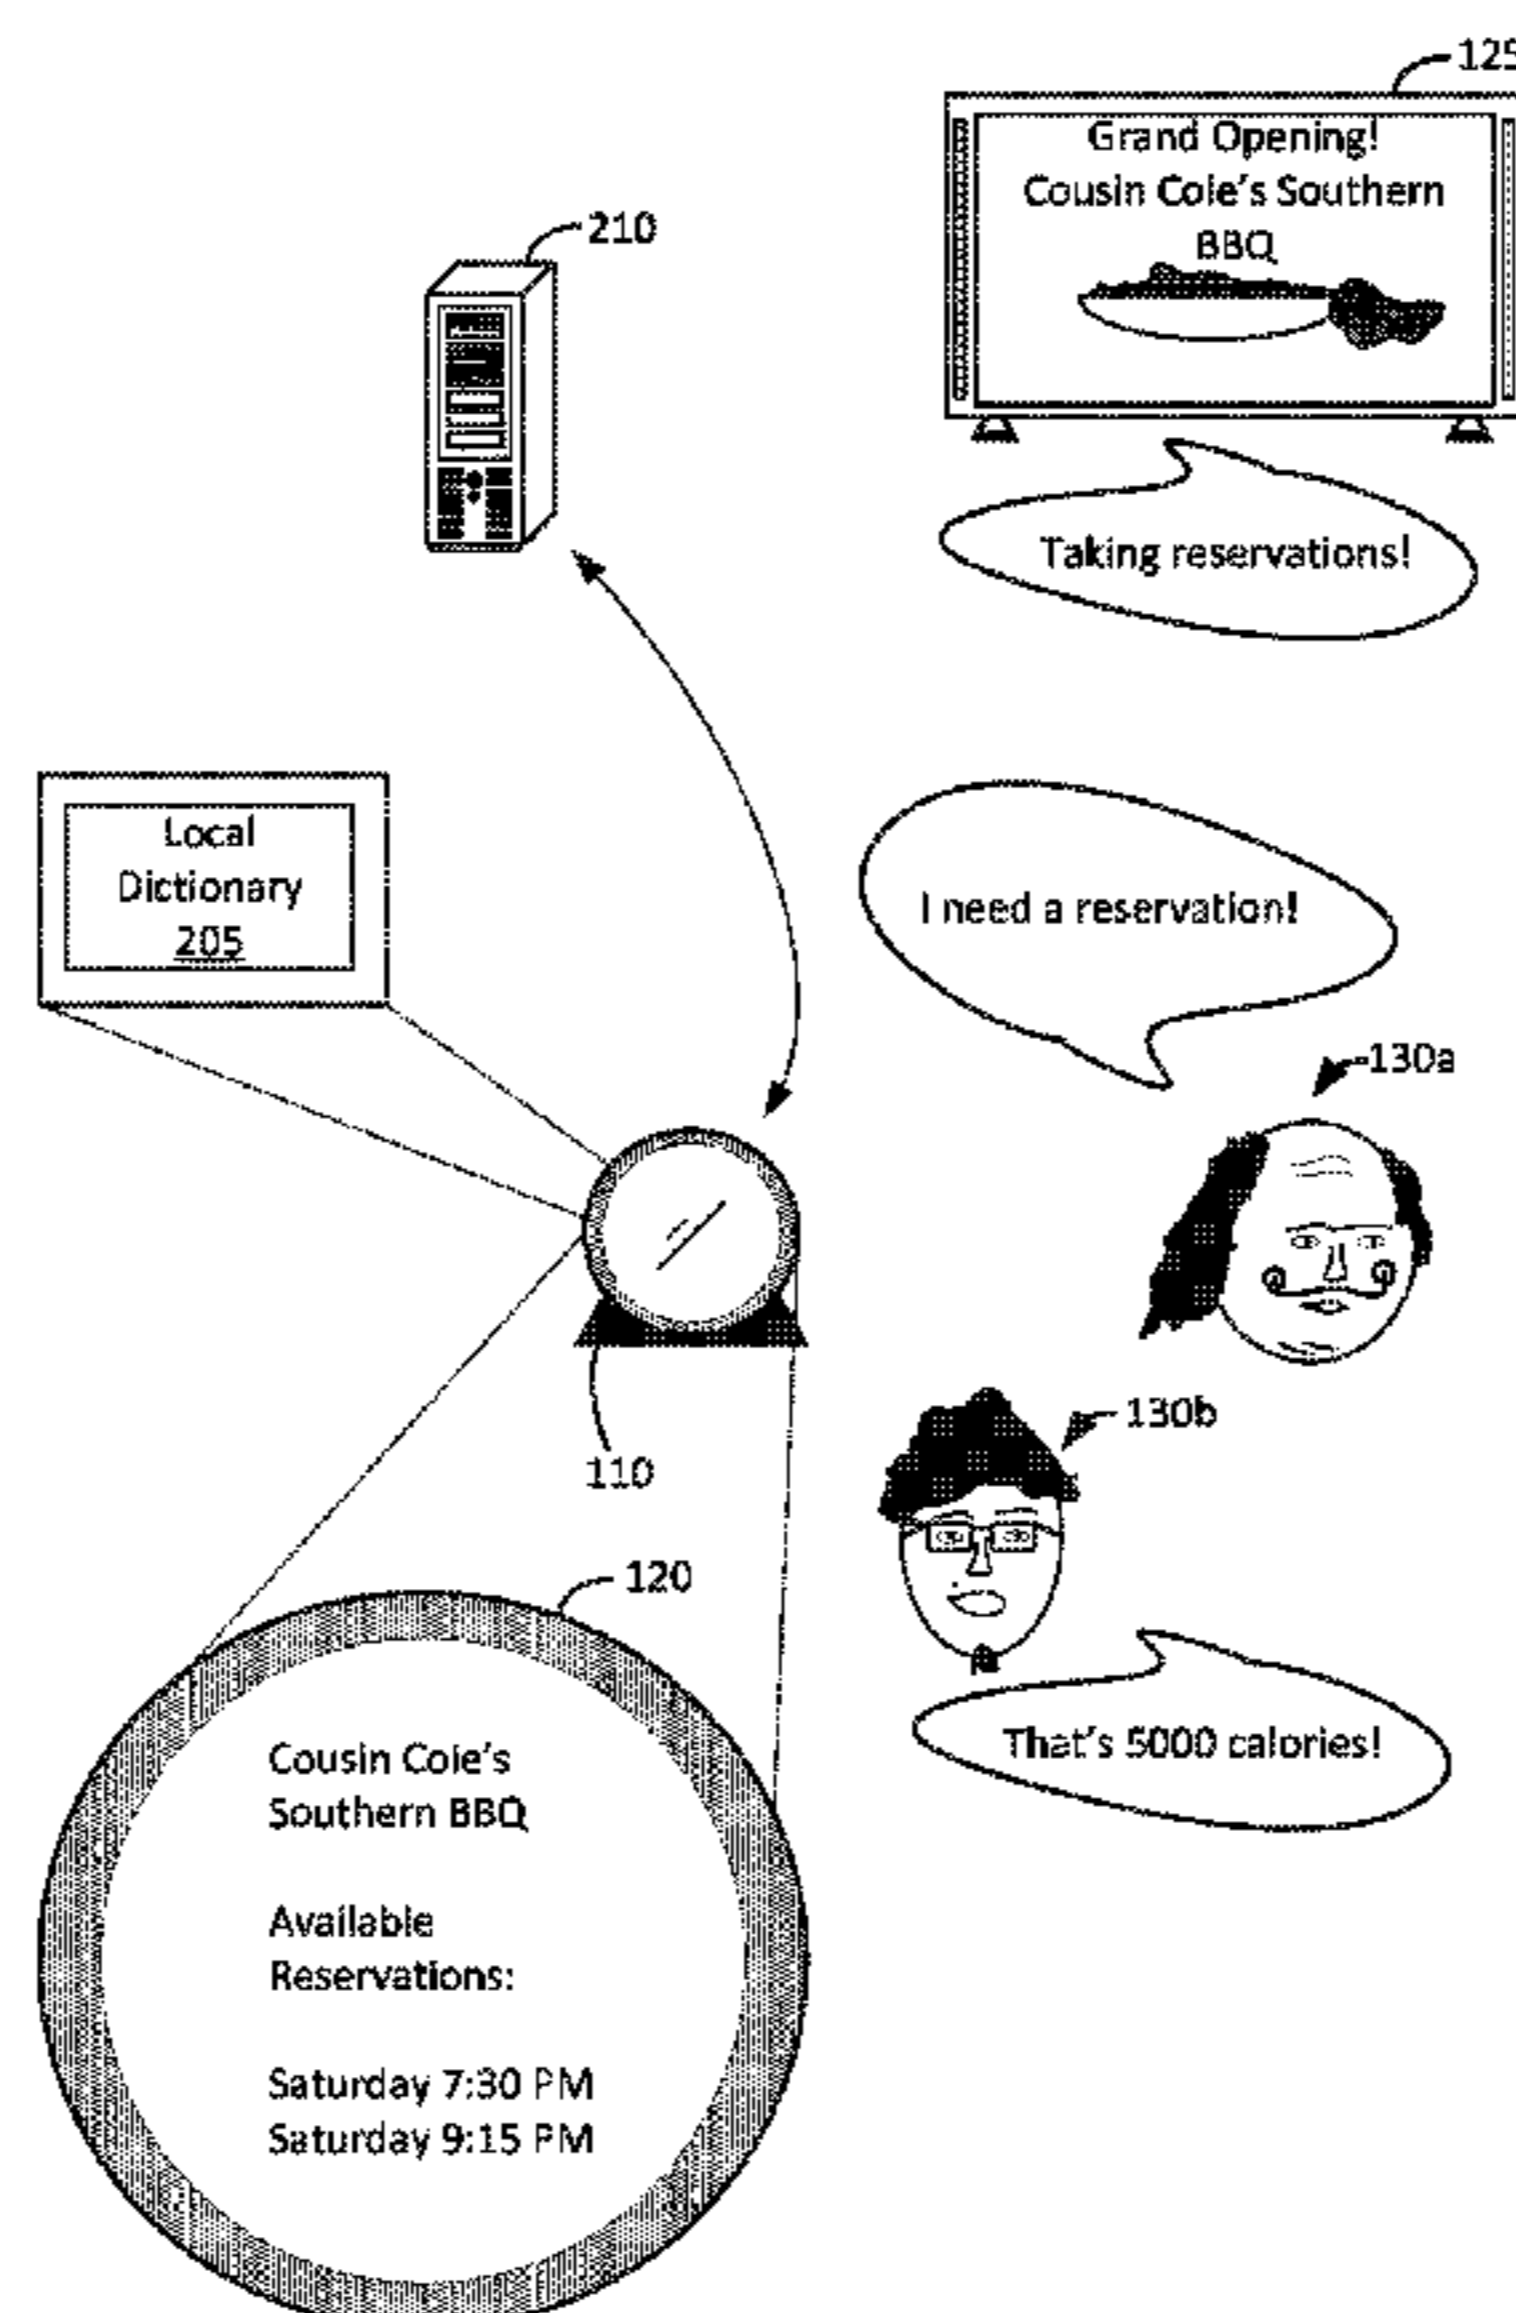 125
Grand Opening!
Cousin Cole's Southern
BBQ
210
Taking reservations!
Local
Dictionary
205
I need a reservation!
130a
130b
110
120
That's 5000 calories!
Cousin Cole's
Southern BBQ
Available
Reservations:
Saturday 7:30 PM
Saturday 9:15 PM